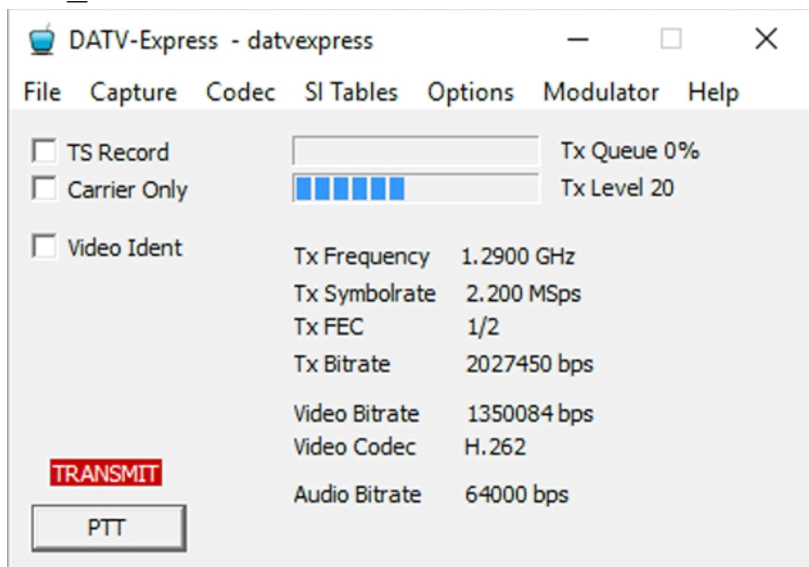 DATV-Express - datvexpress
File Capture Codec SI Tables Options Modulator Help
TS Record Tx Queue 0%
Carrier Only Tx Level 20
Video Ident
Tx Frequency 1.2900 GHz
Tx Symbolrate 2.200 MSps
Tx FEC 1/2
Tx Bitrate 2027450 bps
Video Bitrate 1350084 bps
Video Codec H.262
TRANSMIT
Audio Bitrate 64000 bps
PTT